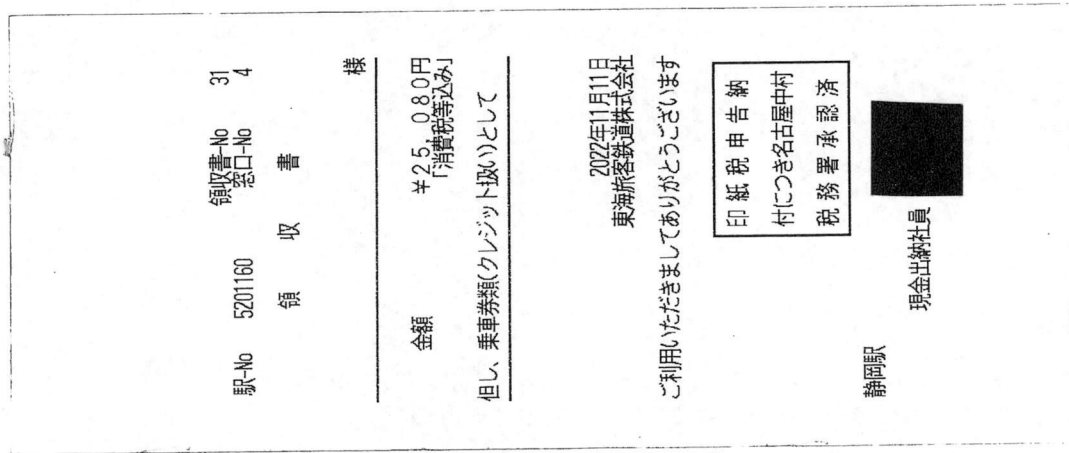 領収書-No 31
駅-No 5201160 窓口-No 4
領 収 書
様
金額 ¥25,080円
「消費税等込み」
但し、乗車券類(クレジット扱い)として
2022年11月11日
東海旅客鉄道株式会社
ご利用いただきましてありがとうございます
印紙税申告納
付につき名古屋中村
税務署承認済
静岡駅
現金出納社員